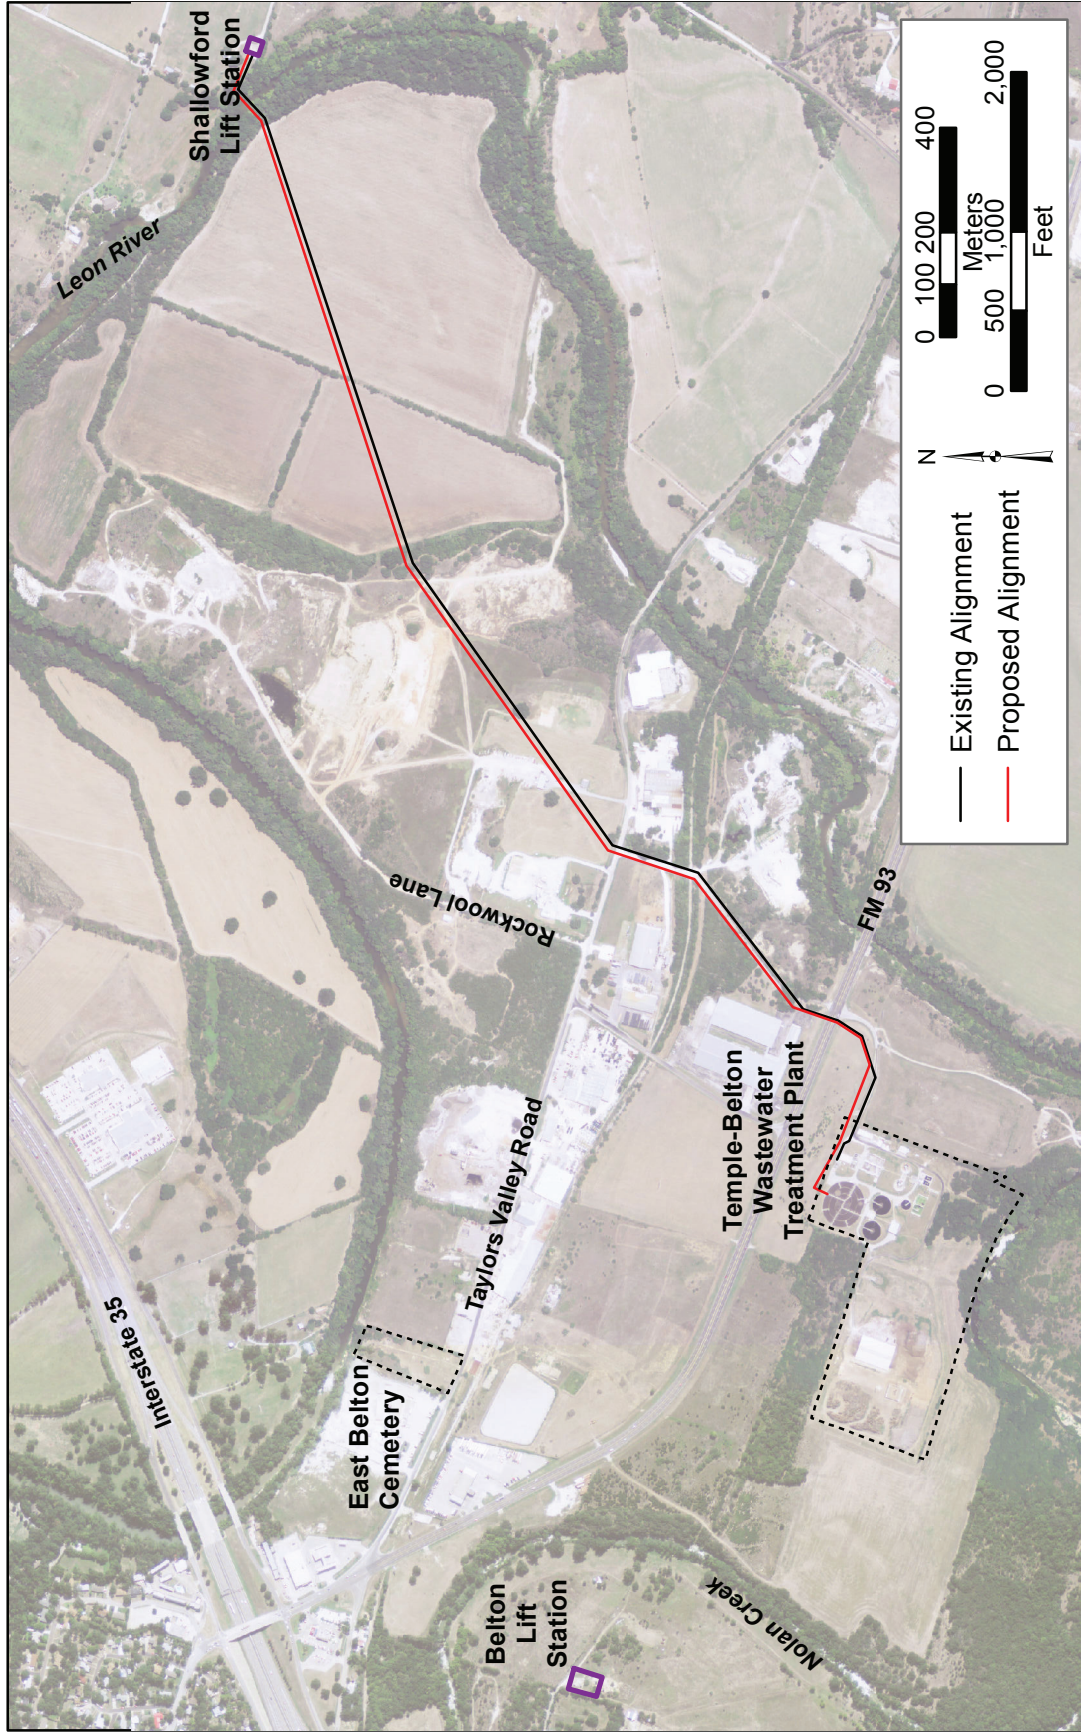 Interstate 35
Leon River
Shallowford
Lift Station
East Belton
Cemetery
Taylors Valley Road
Rockwool Lane
Belton
Lift
Station
Nolan Creek
Temple-Belton
Wastewater
Treatment Plant
FM 93
Existing Alignment
Proposed Alignment
N
0 100 200 400
Meters
0 500 1,000 2,000
Feet